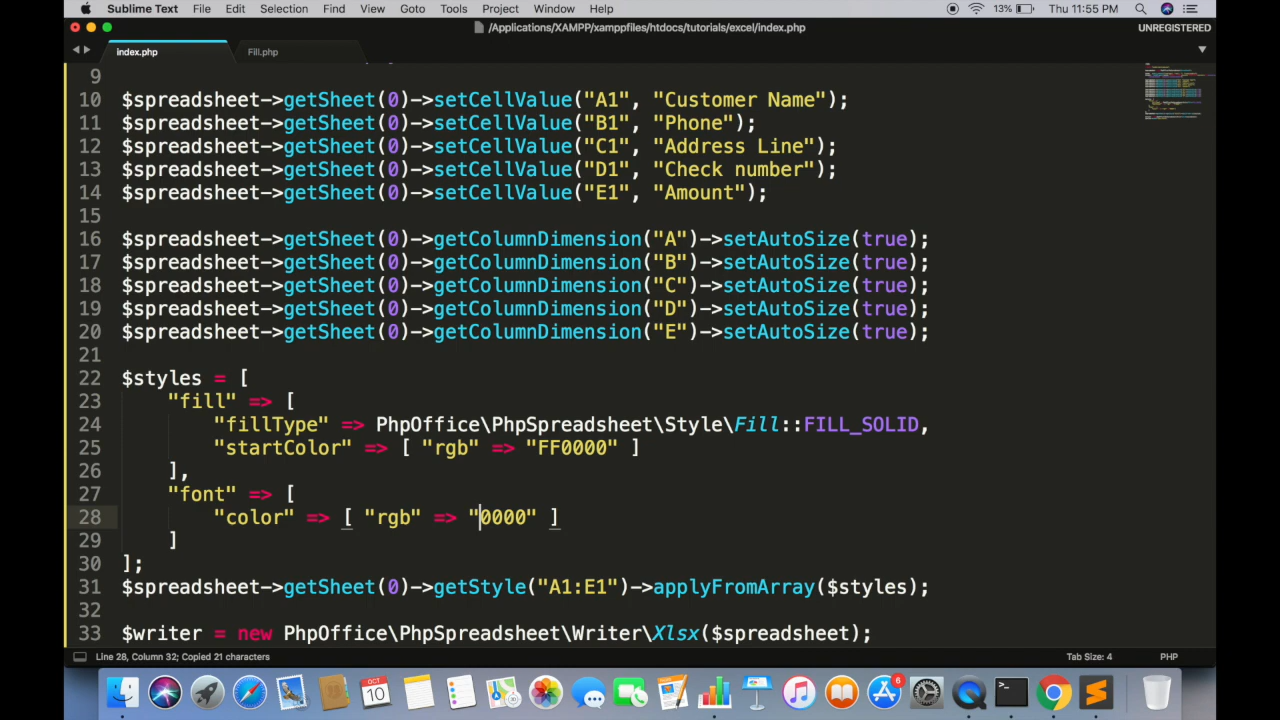 Sublime Text File Edit Selection Find View Goto Tools Project Window Help 13% Thu 11:55 PM
/Applications/XAMPP/xamppfiles/htdocs/tutorials/excel/index.php UNREGISTERED
index.php Fill.php
9
10 $spreadsheet->getSheet(0)->setCellValue("A1", "Customer Name");
11 $spreadsheet->getSheet(0)->setCellValue("B1", "Phone");
12 $spreadsheet->getSheet(0)->setCellValue("C1", "Address Line");
13 $spreadsheet->getSheet(0)->setCellValue("D1", "Check number");
14 $spreadsheet->getSheet(0)->setCellValue("E1", "Amount");
15
16 $spreadsheet->getSheet(0)->getColumnDimension("A")->setAutoSize(true);
17 $spreadsheet->getSheet(0)->getColumnDimension("B")->setAutoSize(true);
18 $spreadsheet->getSheet(0)->getColumnDimension("C")->setAutoSize(true);
19 $spreadsheet->getSheet(0)->getColumnDimension("D")->setAutoSize(true);
20 $spreadsheet->getSheet(0)->getColumnDimension("E")->setAutoSize(true);
21
22 $styles = [
23 "fill" => [
24 "fillType" => PhpOffice\PhpSpreadsheet\Style\Fill::FILL_SOLID,
25 "startColor" => [ "rgb" => "FF0000" ]
26 ],
27 "font" => [
28 "color" => [ "rgb" => "0000" ]
29 ]
30 ];
31 $spreadsheet->getSheet(0)->getStyle("A1:E1")->applyFromArray($styles);
32
33 $writer = new PhpOffice\PhpSpreadsheet\Writer\Xlsx($spreadsheet);
Line 28, Column 32; Copied 21 characters Tab Size: 4 PHP
OCT
10
6